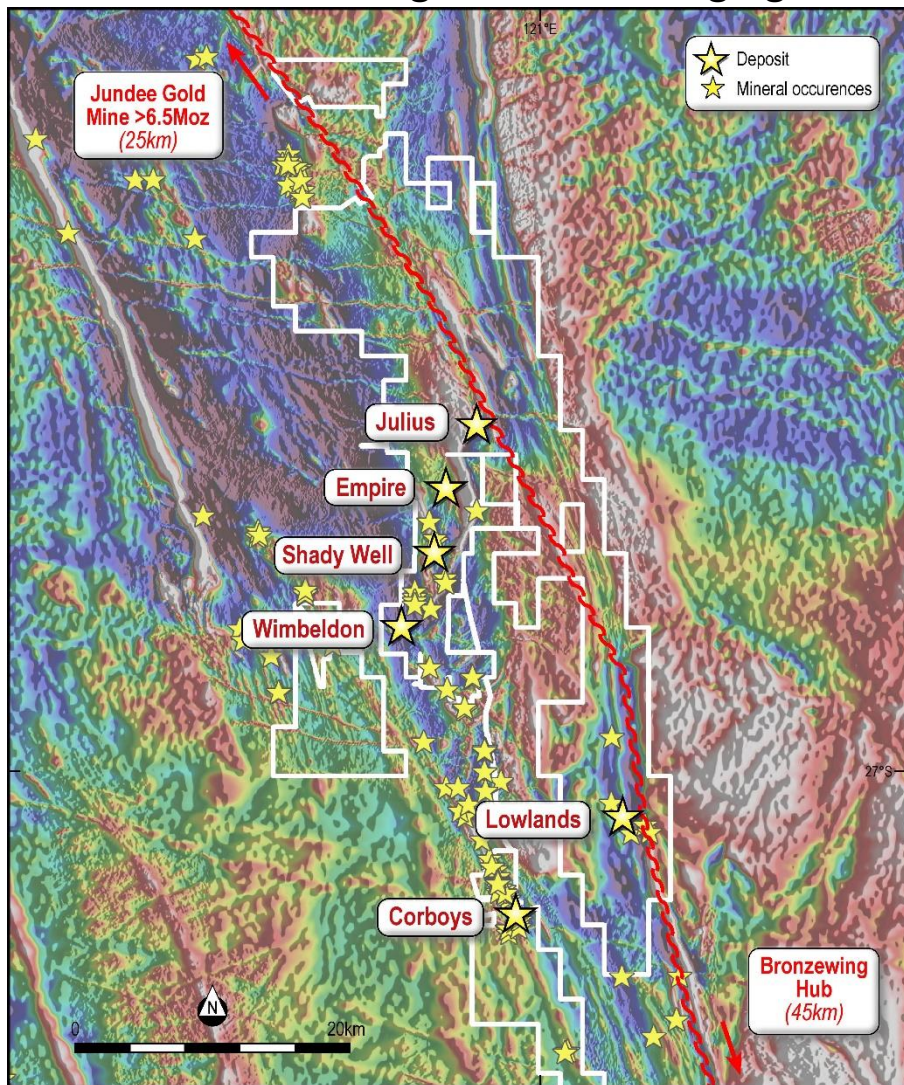 121°E
Deposit
Mineral occurences
Jundee Gold
Mine >6.5Moz
(25km)
Julius
Empire
Shady Well
Wimbeldon
27°S
Lowlands
Corboys
Bronzewing
Hub
(45km)
N
0
20km